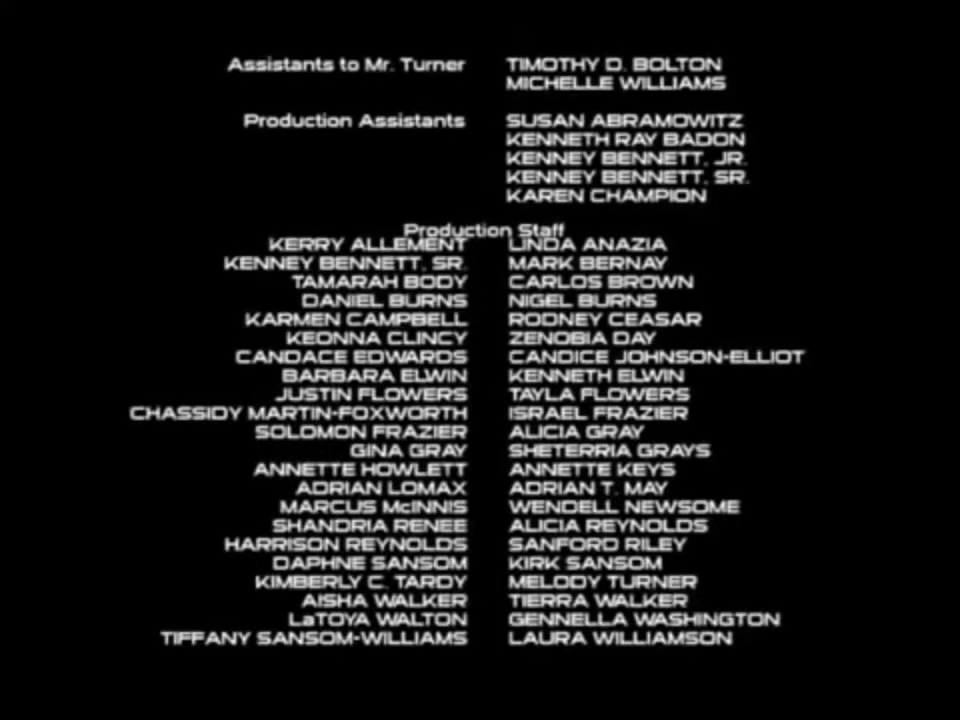 Assistants to Mr. Turner TIMOTHY D. BOLTON
MICHELLE WILLIAMS
Production Assistants SUSAN ABRAMOWITZ
KENNETH RAY BADON
KENNEY BENNETT, JR.
KENNEY BENNETT, SR.
KAREN CHAMPION
Production Staff
KERRY ALLEMENT LINDA ANAZIA
KENNEY BENNETT, SR. MARK BERNAY
TAMARAH BODY CARLOS BROWN
DANIEL BURNS NIGEL BURNS
KARMEN CAMPBELL RODNEY CEASAR
KEONNA CLINCY ZENOBIA DAY
CANDACE EDWARDS CANDICE JOHNSON-ELLIOT
BARBARA ELWIN KENNETH ELWIN
JUSTIN FLOWERS TAYLA FLOWERS
CHASSIDY MARTIN-FOXWORTH ISRAEL FRAZIER
SOLOMON FRAZIER ALICIA GRAY
GINA GRAY SHETERRIA GRAYS
ANNETTE HOWLETT ANNETTE KEYS
ADRIAN LOMAX ADRIAN T. MAY
MARCUS McINNIS WENDELL NEWSOME
SHANDRIA RENEE ALICIA REYNOLDS
HARRISON REYNOLDS SANFORD RILEY
DAPHNE SANSOM KIRK SANSOM
KIMBERLY C. TARDY MELODY TURNER
AISHA WALKER TIERRA WALKER
LaTOYA WALTON GENNELLA WASHINGTON
TIFFANY SANSOM-WILLIAMS LAURA WILLIAMSON